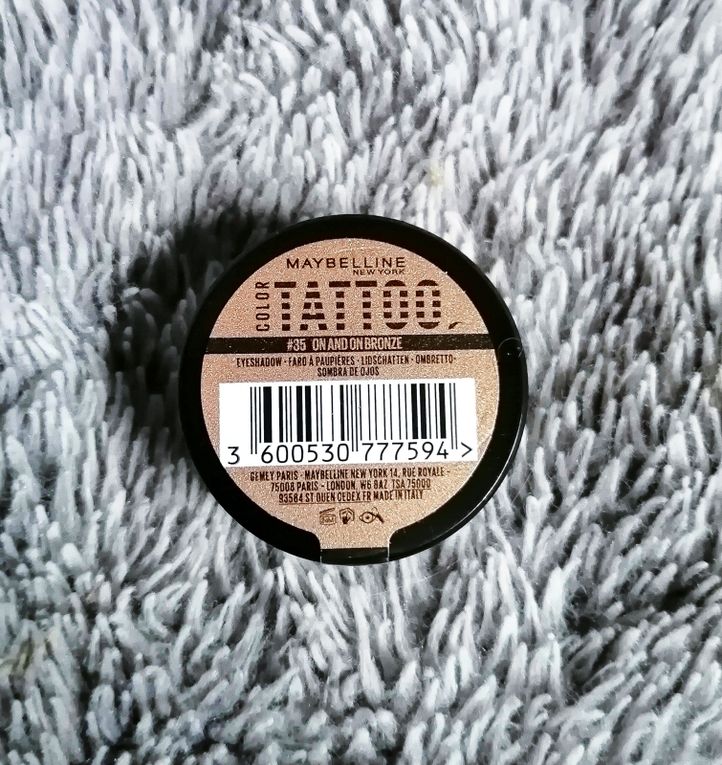 MAYBELLINE
NEW YORK
COLOR
TATTOO
#35 ON AND ON BRONZE
EYESHADOW · FARD À PAUPIÈRES · LIDSCHATTEN · OMBRETTO ·
SOMBRA DE OJOS
3 600530 777594 >
GEMEY PARIS - MAYBELLINE NEW YORK 14, RUE ROYALE -
75008 PARIS - LONDON, W6 8AZ TSA 75000
93584 ST OUEN CEDEX FR MADE IN ITALY